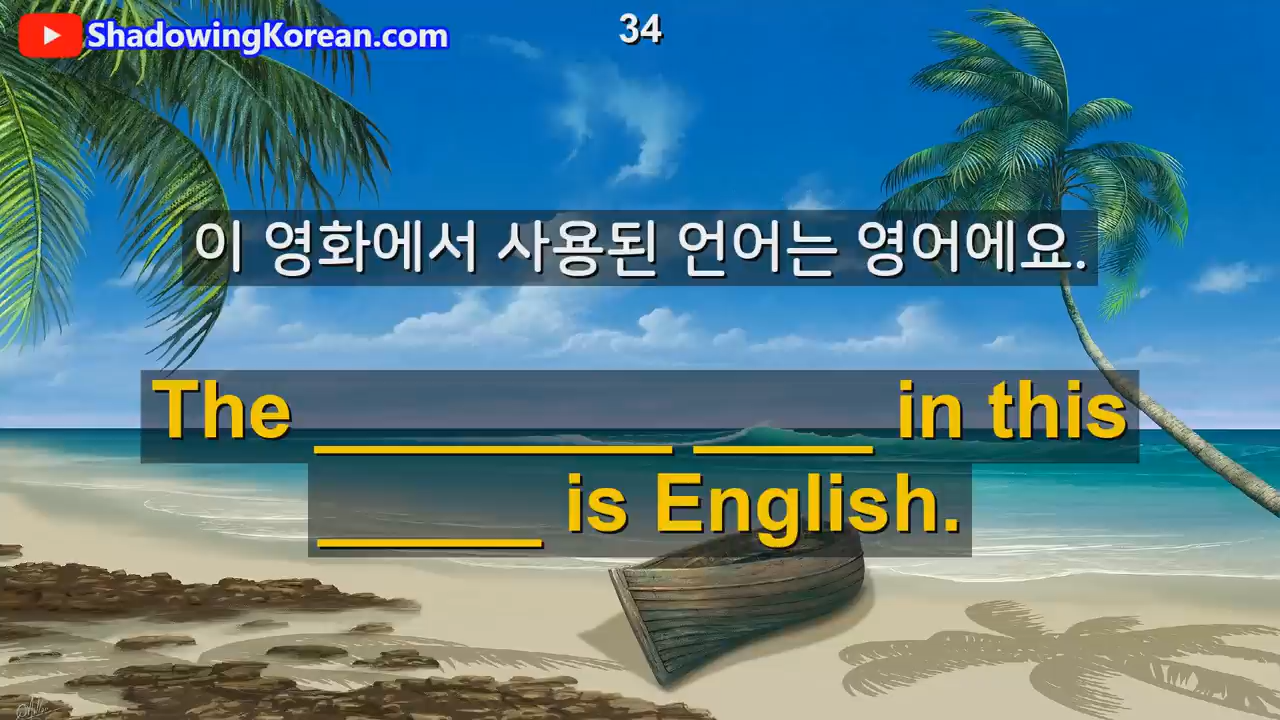 ShadowingKorean.com
34
이 영화에서 사용된 언어는 영어에요.
The ________ ____ in this
_____ is English.